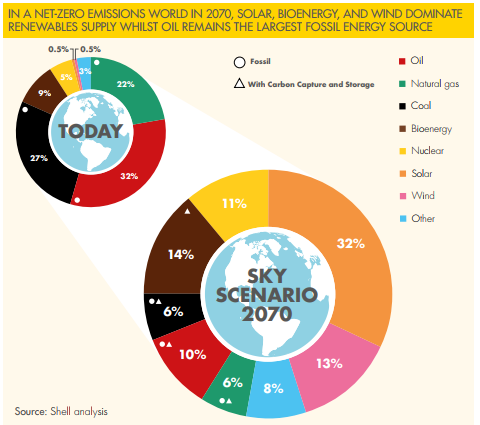 IN A NET-ZERO EMISSIONS WORLD IN 2070, SOLAR, BIOENERGY, AND WIND DOMINATE
RENEWABLES SUPPLY WHILST OIL REMAINS THE LARGEST FOSSIL ENERGY SOURCE
0.5% 0.5%
3%
5%
9%
22%
TODAY
27%
32%
Fossil
With Carbon Capture and Storage
Oil
Natural gas
Coal
Bioenergy
Nuclear
Solar
Wind
Other
11%
32%
14%
SKY
SCENARIO
2070
6%
10%
13%
6%
8%
Source: Shell analysis